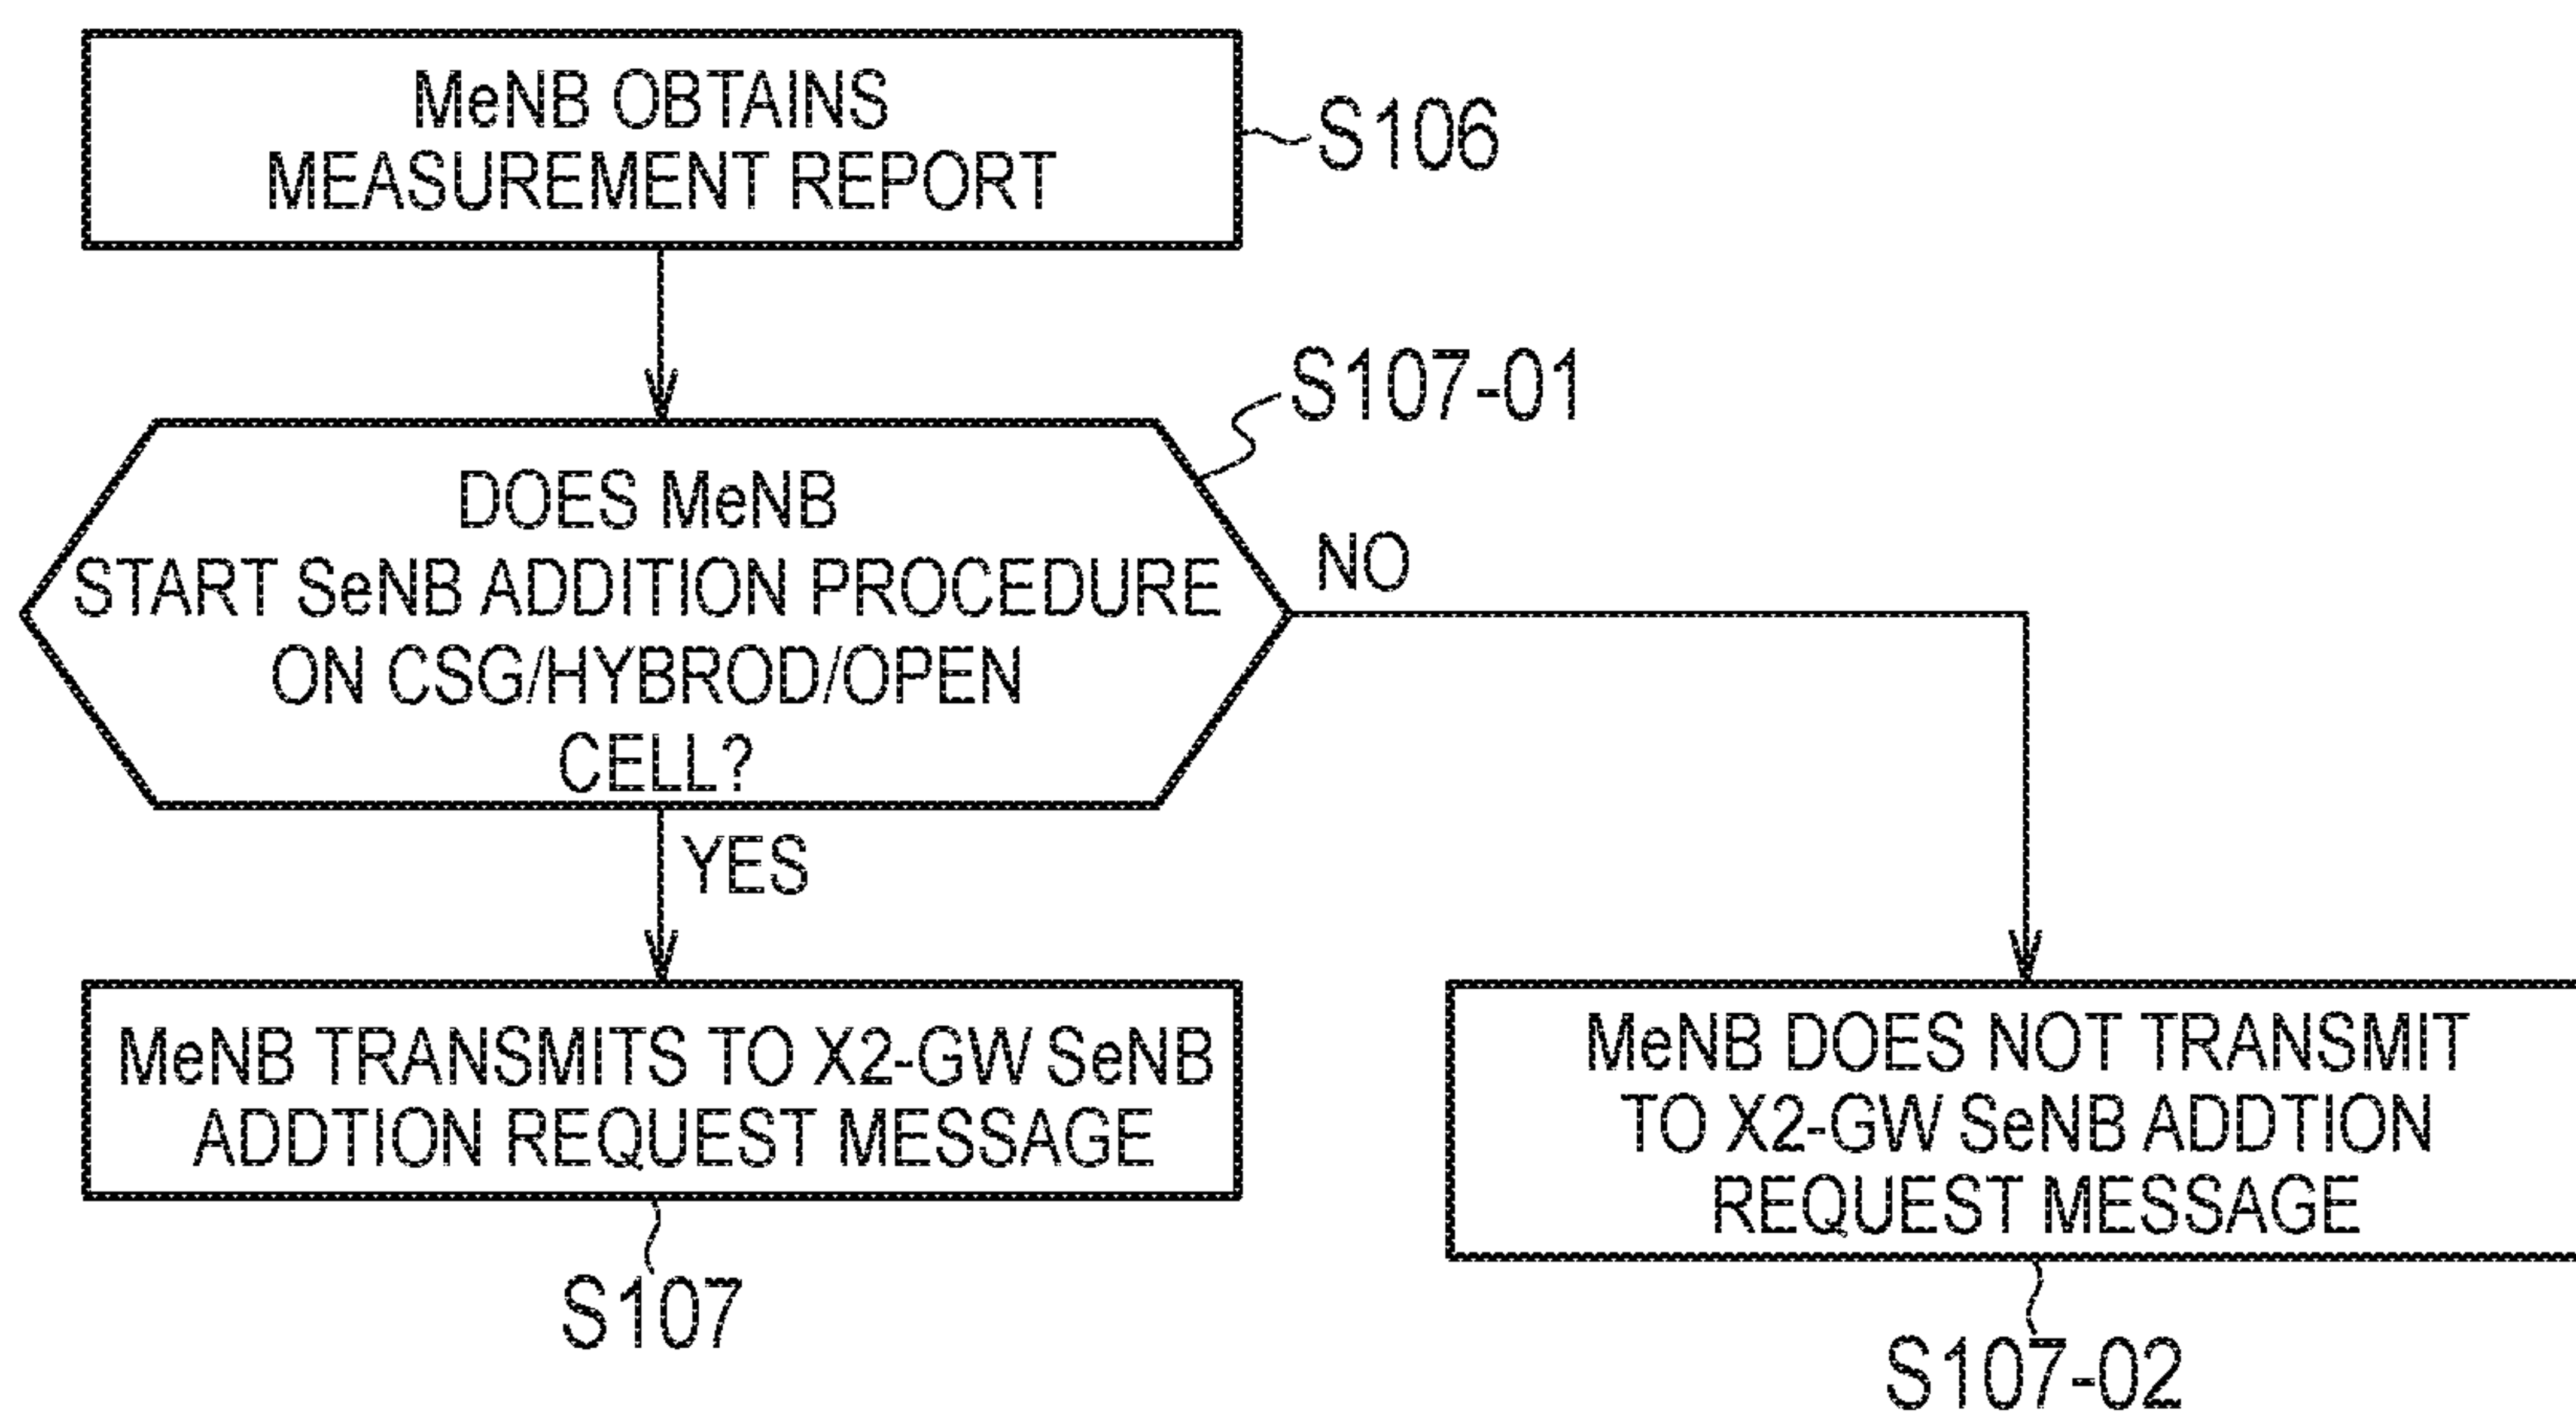 MeNB OBTAINS
MEASUREMENT REPORT
S106
S107-01
DOES MeNB
START SeNB ADDITION PROCEDURE
ON CSG/HYBROD/OPEN
CELL?
NO
YES
MeNB TRANSMITS TO X2-GW SeNB
ADDTION REQUEST MESSAGE
S107
MeNB DOES NOT TRANSMIT
TO X2-GW SeNB ADDTION
REQUEST MESSAGE
S107-02